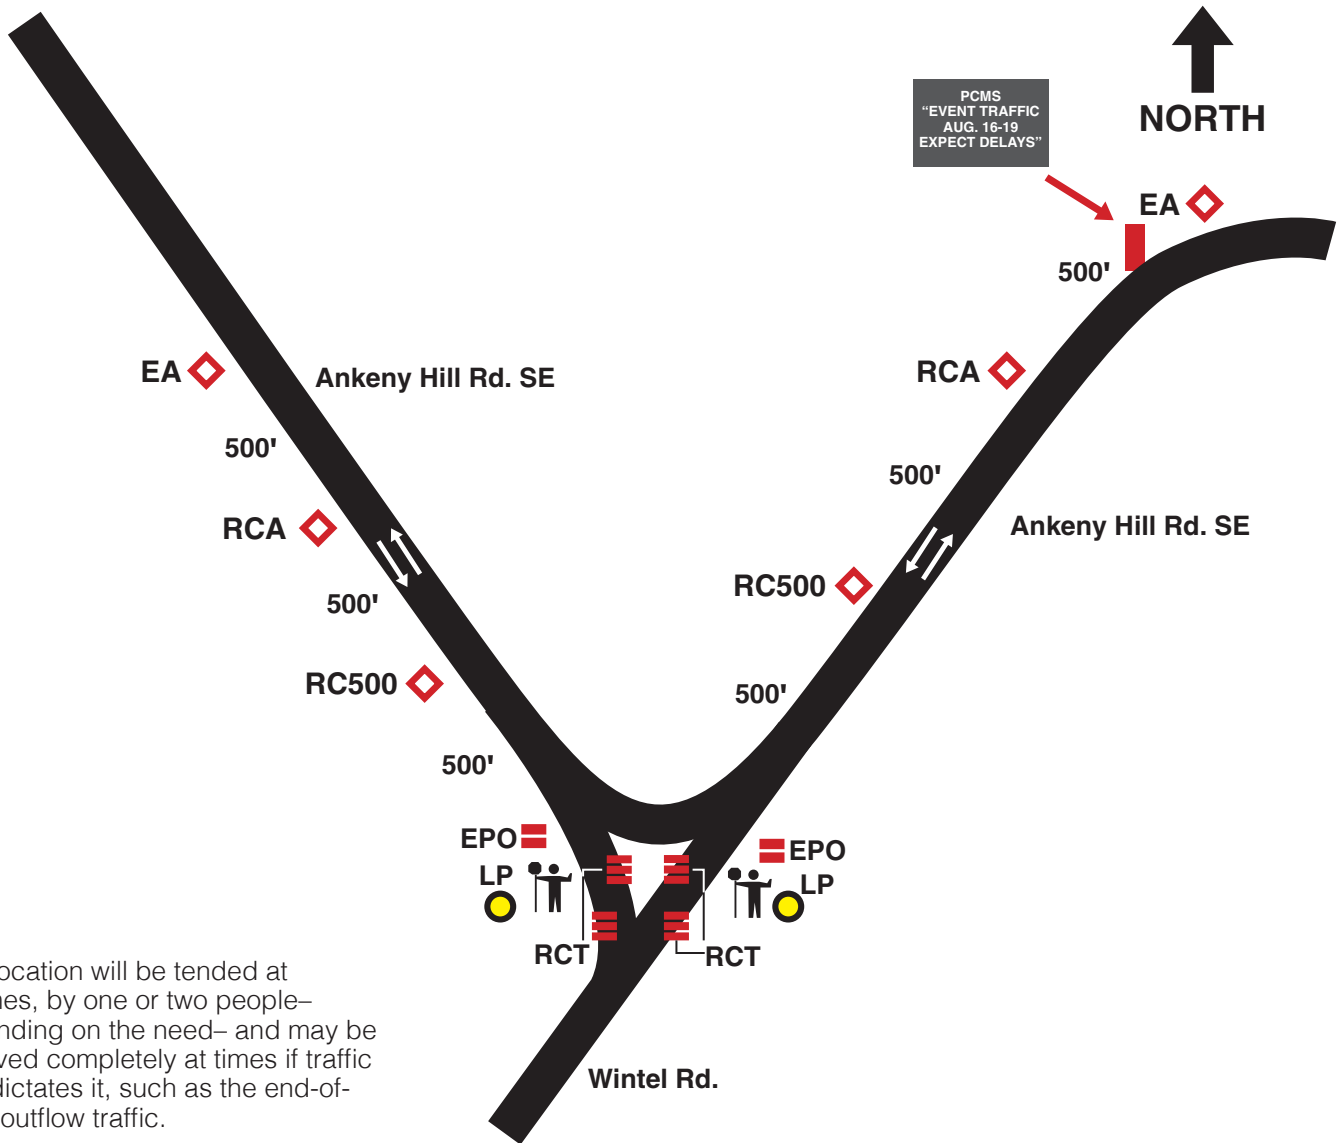 PCMS
“EVENT TRAFFIC
AUG. 16-19
EXPECT DELAYS”
NORTH
EA
500'
EA
Ankeny Hill Rd. SE
RCA
500'
500'
RCA
Ankeny Hill Rd. SE
RC500
500'
RC500
500'
500'
EPO
EPO
LP
LP
RCT
RCT
ocation will be tended at
nes, by one or two people–
nding on the need– and may be
ved completely at times if traffic
dictates it, such as the end-of-
outflow traffic.
Wintel Rd.